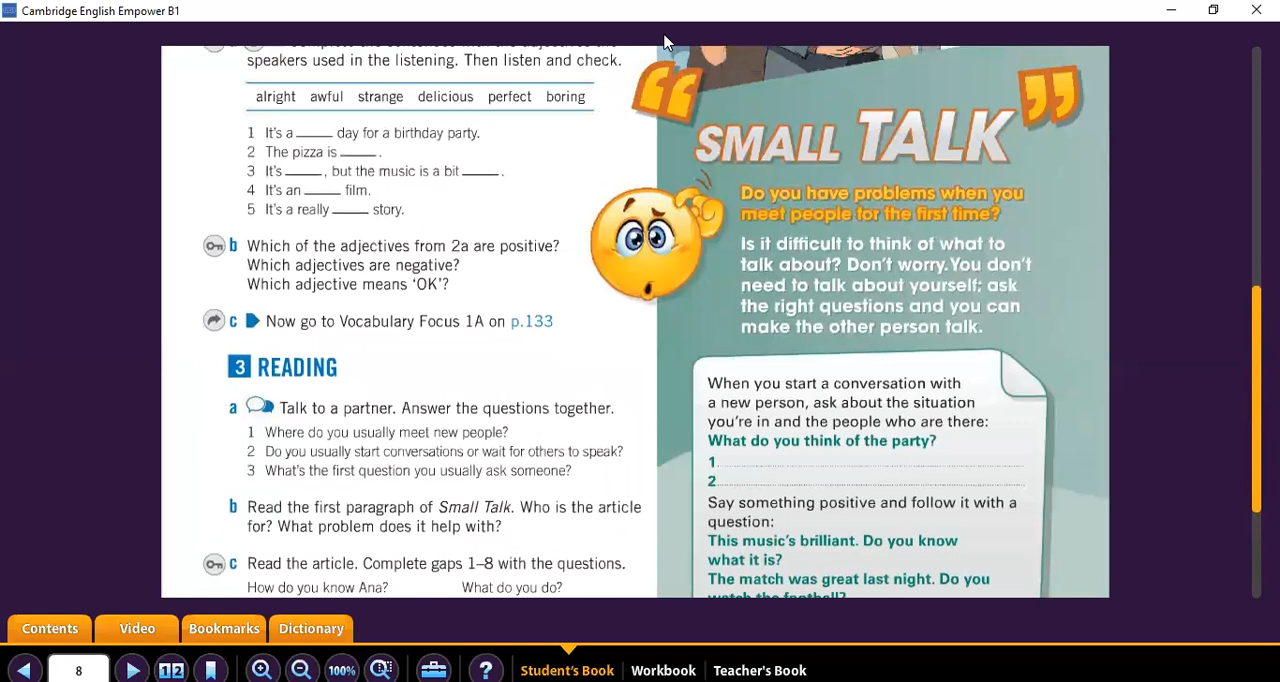 Cambridge English Empower B1
speakers used in the listening. Then listen and check.
alright awful strange delicious perfect boring
1 It's a ____ day for a birthday party.
2 The pizza is ____ .
3 It's ____ , but the music is a bit ____ .
4 It's an ____ film.
5 It's a really ____ story.
b Which of the adjectives from 2a are positive?
Which adjectives are negative?
Which adjective means ‘OK’?
c Now go to Vocabulary Focus 1A on p.133
3 READING
a Talk to a partner. Answer the questions together.
1 Where do you usually meet new people?
2 Do you usually start conversations or wait for others to speak?
3 What's the first question you usually ask someone?
b Read the first paragraph of Small Talk. Who is the article
for? What problem does it help with?
c Read the article. Complete gaps 1–8 with the questions.
How do you know Ana? What do you do?
“ SMALL TALK ”
Do you have problems when you
meet people for the first time?
Is it difficult to think of what to
talk about? Don't worry. You don't
need to talk about yourself; ask
the right questions and you can
make the other person talk.
When you start a conversation with
a new person, ask about the situation
you're in and the people who are there:
What do you think of the party?
1
2
Say something positive and follow it with a
question:
This music's brilliant. Do you know
what it is?
The match was great last night. Do you
watch the football?
Contents Video Bookmarks Dictionary
8 12 100% ? Student's Book Workbook Teacher's Book